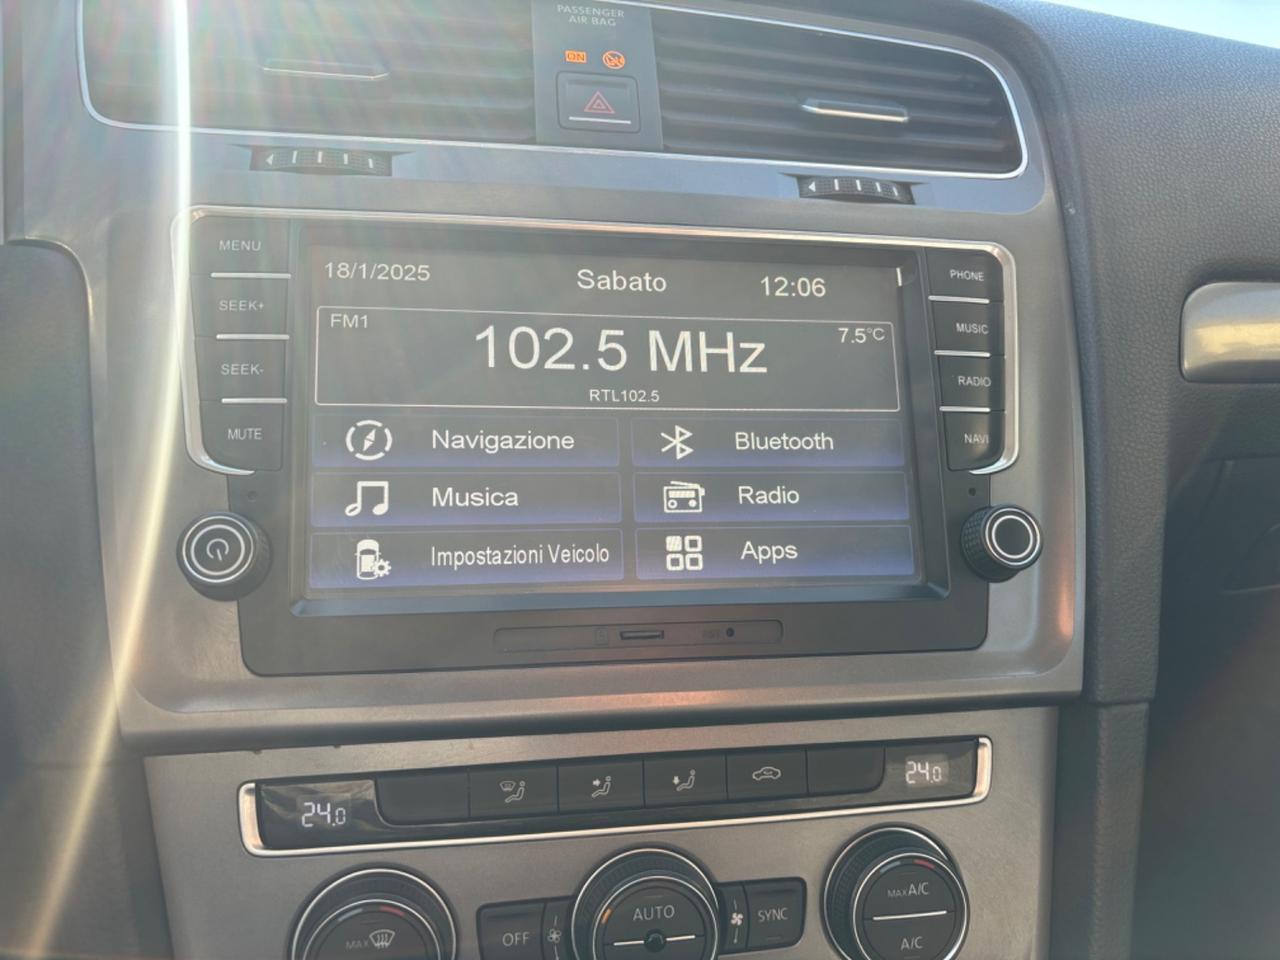 PASSENGER
AIR BAG
ON
MENU
SEEK+
SEEK-
MUTE
18/1/2025 Sabato 12:06
FM1 102.5 MHz 7.5°C
RTL102.5
Navigazione Bluetooth
Musica Radio
Impostazioni Veicolo Apps
PHONE
MUSIC
RADIO
NAVI
RST
24.0 24.0
MAX
OFF
AUTO
SYNC
MAX A/C
A/C